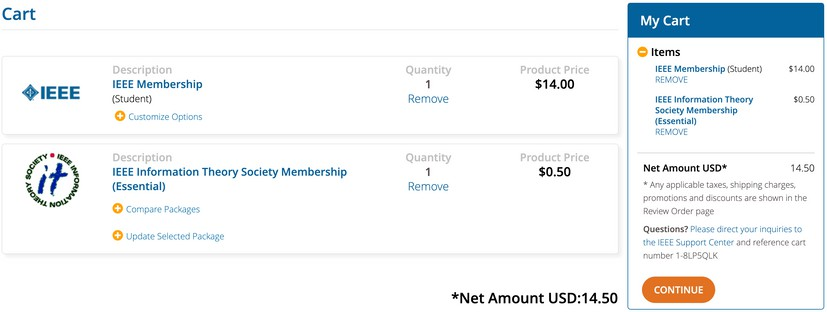 Cart
IEEE
Description
Quantity
Product Price
IEEE Membership
1
$14.00
(Student)
Remove
Customize Options
IEEE INFORMATION THEORY SOCIETY
it
Description
Quantity
Product Price
IEEE Information Theory Society Membership
1
$0.50
(Essential)
Remove
Compare Packages
Update Selected Package
*Net Amount USD:14.50
My Cart
Items
IEEE Membership (Student) $14.00
REMOVE
IEEE Information Theory $0.50
Society Membership
(Essential)
REMOVE
Net Amount USD* 14.50
* Any applicable taxes, shipping charges,
promotions and discounts are shown in the
Review Order page
Questions? Please direct your inquiries to
the IEEE Support Center and reference cart
number 1-8LP5QLK
CONTINUE